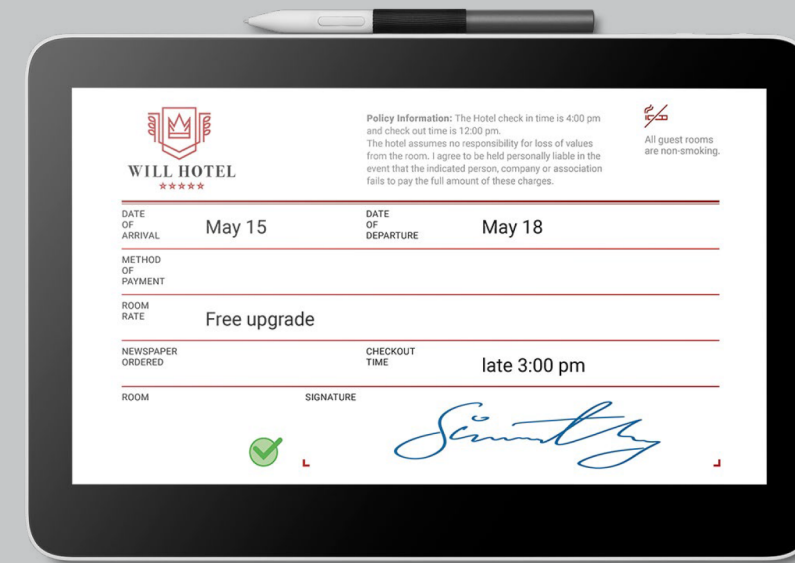 WILL HOTEL
Policy Information: The Hotel check in time is 4:00 pm
and check out time is 12:00 pm.
The hotel assumes no responsibility for loss of values
from the room. I agree to be held personally liable in the
event that the indicated person, company or association
fails to pay the full amount of these charges.
All guest rooms
are non-smoking.
DATE
OF
ARRIVAL
May 15
DATE
OF
DEPARTURE
May 18
METHOD
OF
PAYMENT
ROOM
RATE
Free upgrade
NEWSPAPER
ORDERED
CHECKOUT
TIME
late 3:00 pm
ROOM
SIGNATURE